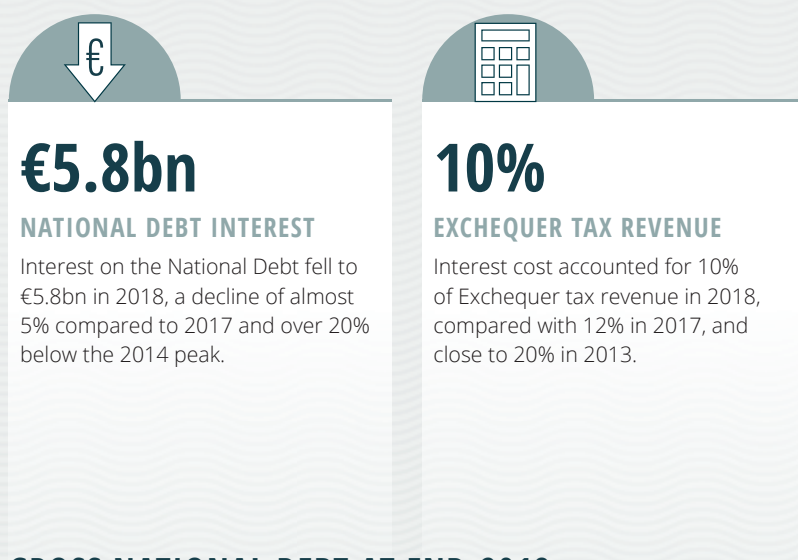 €
€5.8bn
NATIONAL DEBT INTEREST
Interest on the National Debt fell to
€5.8bn in 2018, a decline of almost
5% compared to 2017 and over 20%
below the 2014 peak.
10%
EXCHEQUER TAX REVENUE
Interest cost accounted for 10%
of Exchequer tax revenue in 2018,
compared with 12% in 2017, and
close to 20% in 2013.